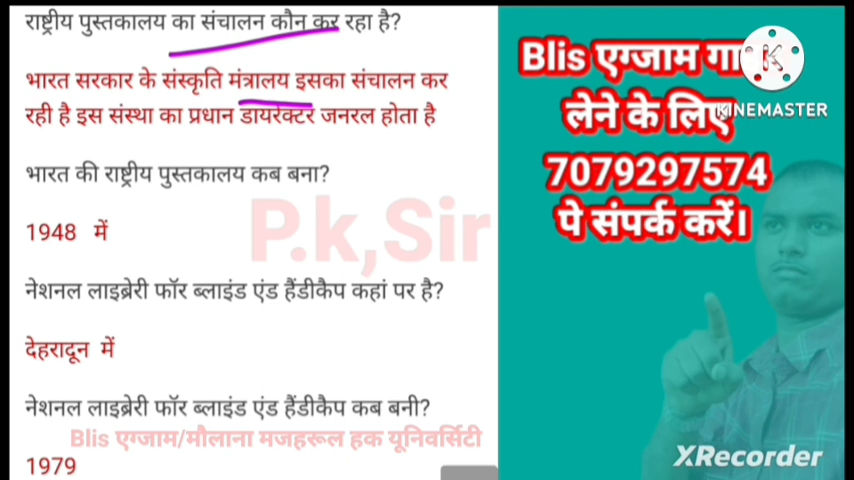 राष्ट्रीय पुस्तकालय का संचालन कौन कर रहा है?
भारत सरकार के संस्कृति मंत्रालय इसका संचालन कर
रही है इस संस्था का प्रधान डायरेक्टर जनरल होता है
भारत की राष्ट्रीय पुस्तकालय कब बना?
1948 में
P.k,Sir
नेशनल लाइब्रेरी फॉर ब्लाइंड एंड हैंडीकैप कहां पर है?
देहरादून में
नेशनल लाइब्रेरी फॉर ब्लाइंड एंड हैंडीकैप कब बनी?
Blis एग्जाम/मौलाना मजहरूल हक यूनिवर्सिटी
1979
Blis एग्जाम
लेने के लिए
7079297574
पे संपर्क करें।
KINEMASTER
XRecorder